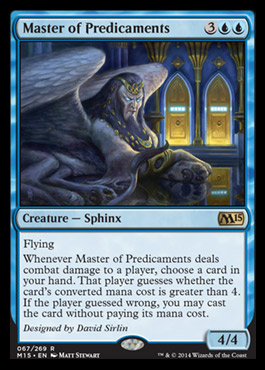 Master of Predicaments 3
Creature — Sphinx M15
Flying
Whenever Master of Predicaments deals
combat damage to a player, choose a card in
your hand. That player guesses whether the
card's converted mana cost is greater than 4.
If the player guessed wrong, you may cast
the card without paying its mana cost.
Designed by David Sirlin
4/4
067/269 R
M15 • EN Matt Stewart ™ & © 2014 Wizards of the Coast